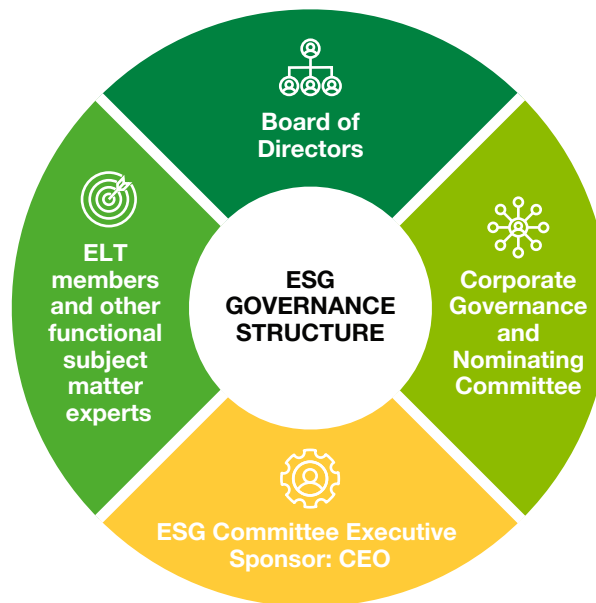 Board of
Directors
ELT
members
and other
functional
subject
matter
experts
ESG
GOVERNANCE
STRUCTURE
Corporate
Governance
and
Nominating
Committee
ESG Committee Executive
Sponsor: CEO